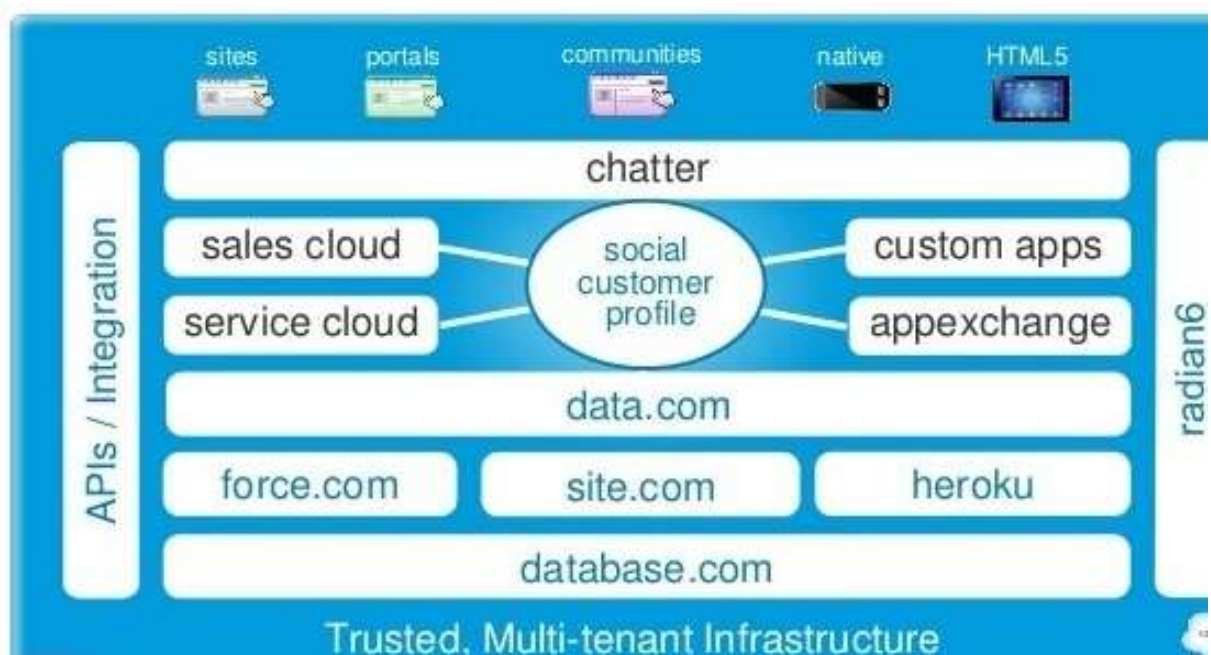 sites
portals
communities
native
HTML5
chatter
sales cloud
service cloud
social
customer
profile
custom apps
appexchange
data.com
force.com
site.com
heroku
database.com
APIs / Integration
radian6
Trusted, Multi-tenant Infrastructure